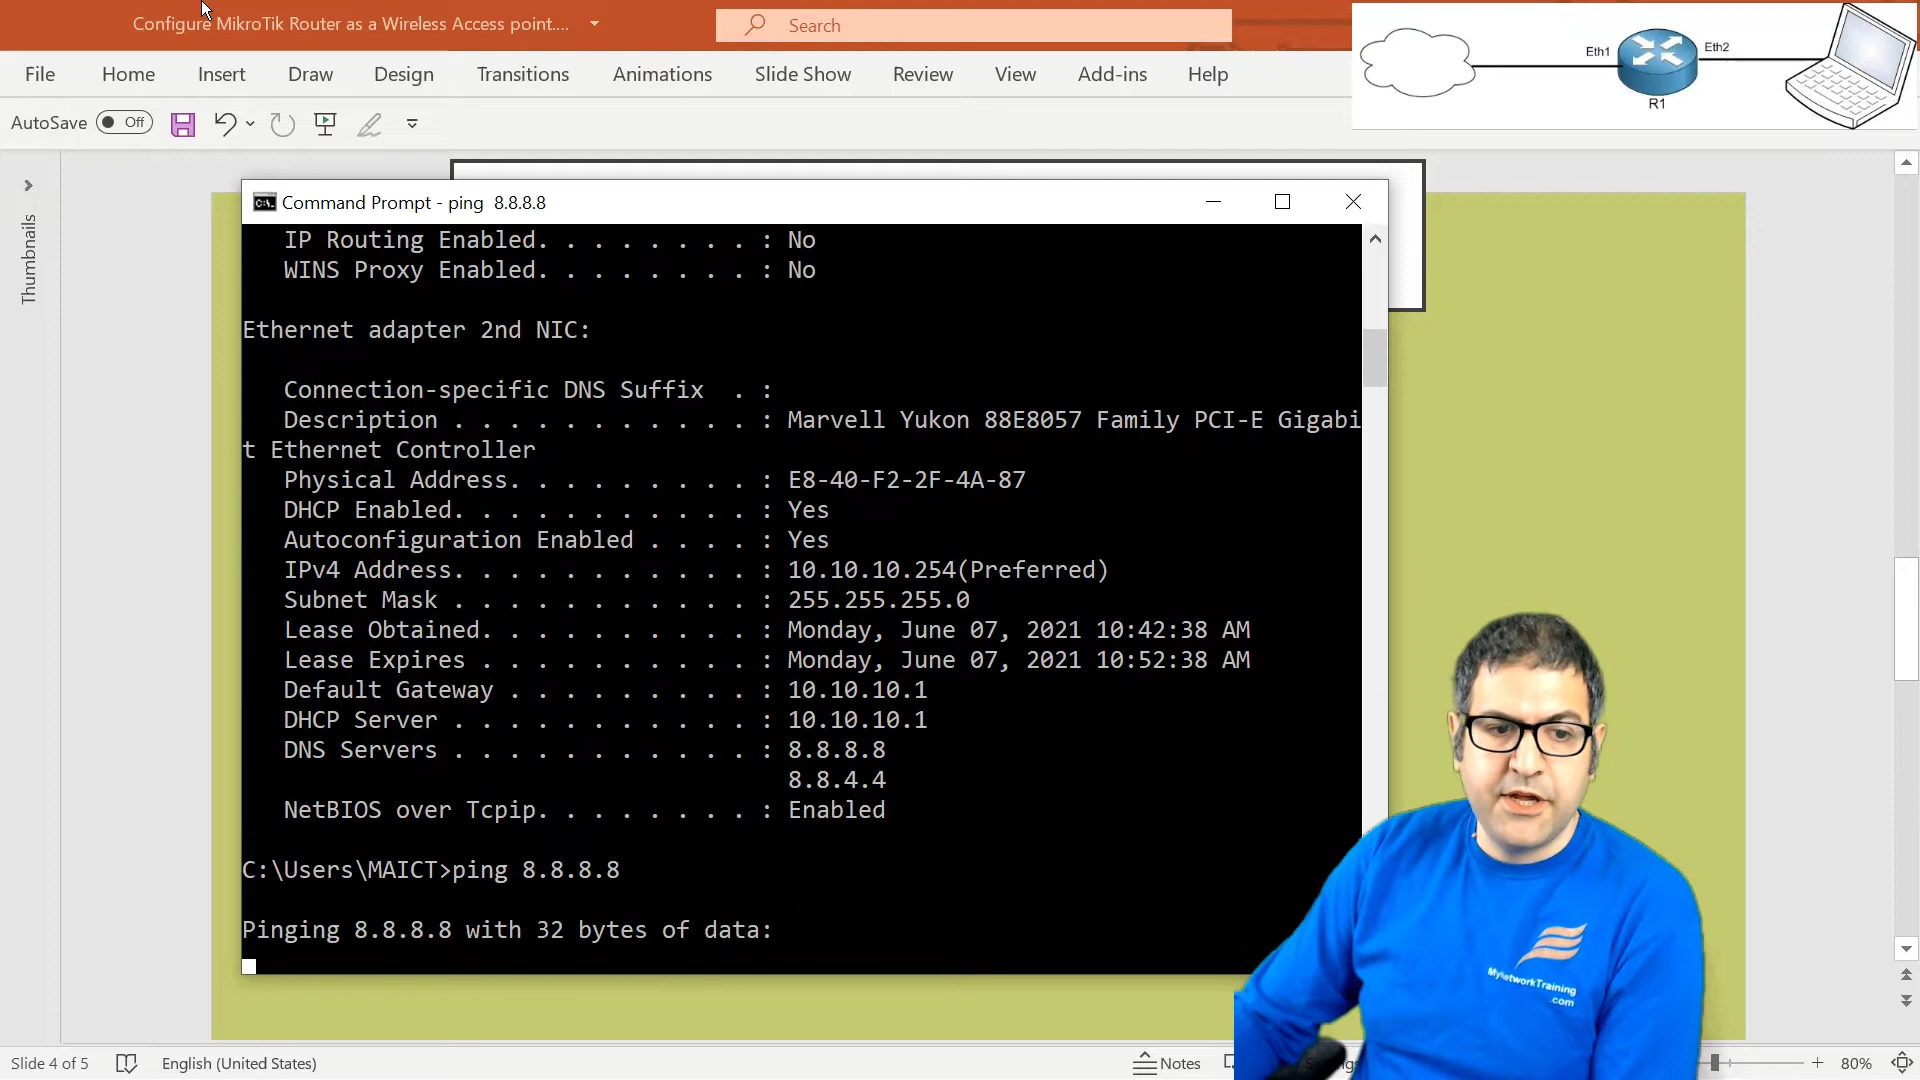 Configure MikroTik Router as a Wireless Access point....
Search
File
Home
Insert
Draw
Design
Transitions
Animations
Slide Show
Review
View
Add-ins
Help
Eth1
Eth2
R1
AutoSave
Off
Thumbnails
Command Prompt - ping  8.8.8.8
IP Routing Enabled. . . . . . . . : No
WINS Proxy Enabled. . . . . . . . : No
Ethernet adapter 2nd NIC:
Connection-specific DNS Suffix  . :
Description . . . . . . . . . . . : Marvell Yukon 88E8057 Family PCI-E Gigabi
t Ethernet Controller
Physical Address. . . . . . . . . : E8-40-F2-2F-4A-87
DHCP Enabled. . . . . . . . . . . : Yes
Autoconfiguration Enabled . . . . : Yes
IPv4 Address. . . . . . . . . . . : 10.10.10.254(Preferred)
Subnet Mask . . . . . . . . . . . : 255.255.255.0
Lease Obtained. . . . . . . . . . : Monday, June 07, 2021 10:42:38 AM
Lease Expires . . . . . . . . . . : Monday, June 07, 2021 10:52:38 AM
Default Gateway . . . . . . . . . : 10.10.10.1
DHCP Server . . . . . . . . . . . : 10.10.10.1
DNS Servers . . . . . . . . . . . : 8.8.8.8
8.8.4.4
NetBIOS over Tcpip. . . . . . . . : Enabled
C:\Users\MAICT>ping 8.8.8.8
Pinging 8.8.8.8 with 32 bytes of data:
MyNetworkTraining
.com
Slide 4 of 5
English (United States)
Notes
80%